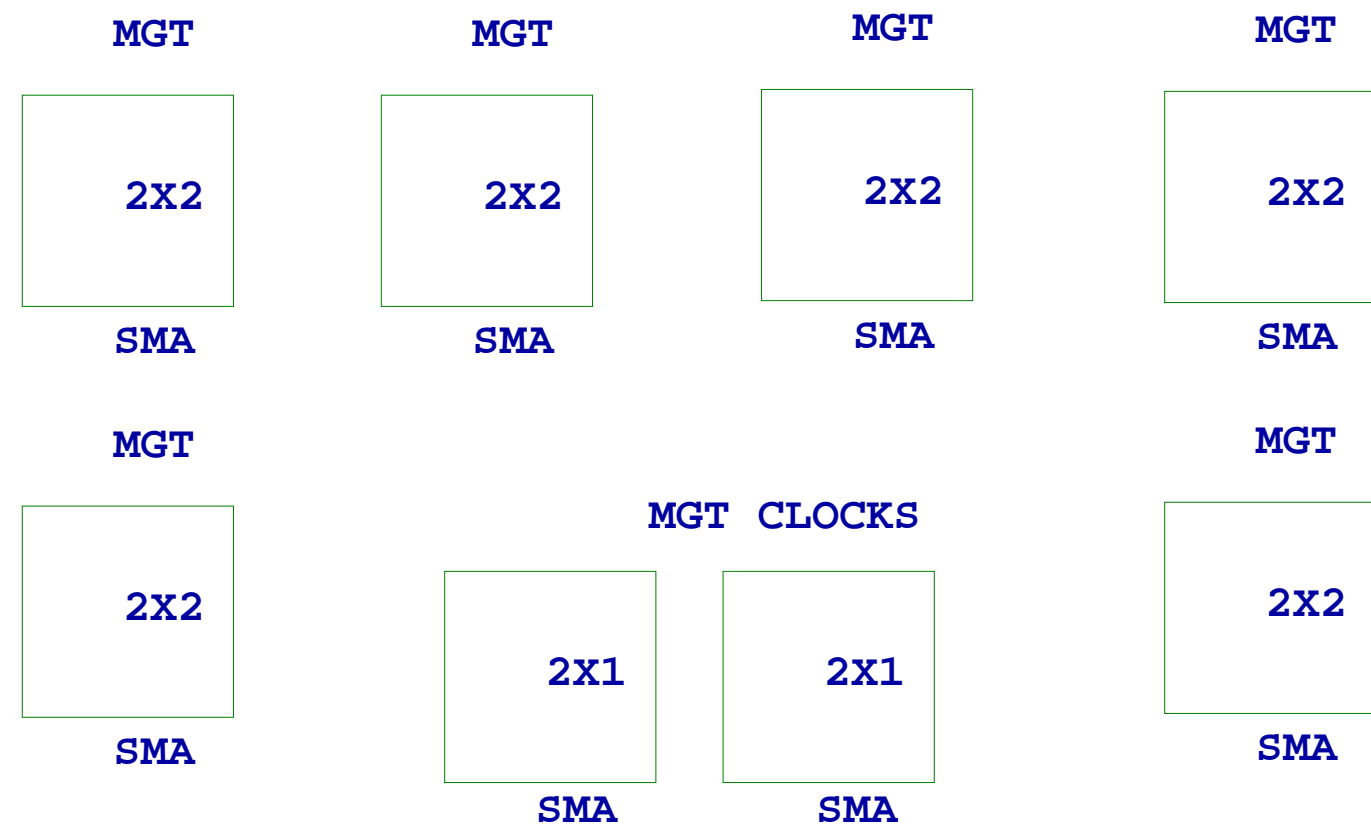 MGT MGT MGT MGT
2X2 2X2 2X2 2X2
SMA SMA SMA SMA
MGT MGT
MGT CLOCKS
2X2 2X2
2X1 2X1
SMA SMA
SMA SMA